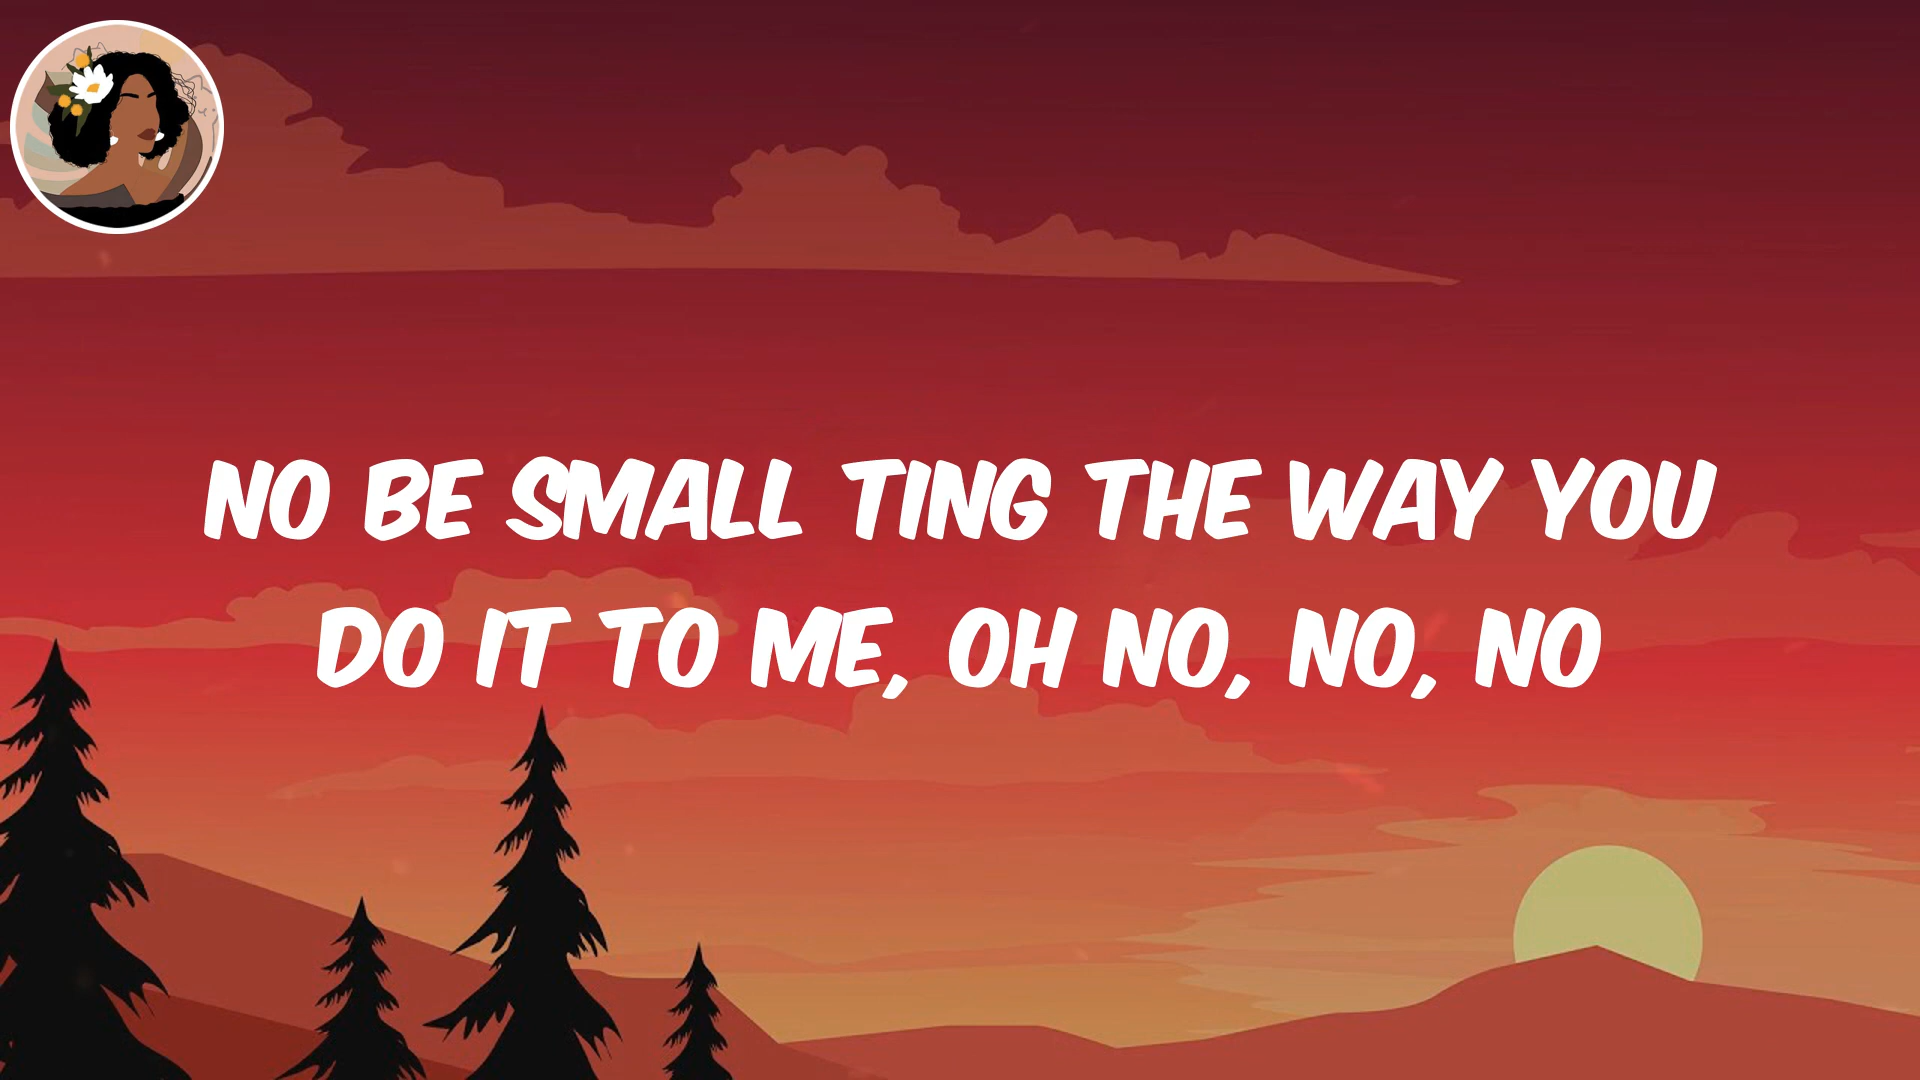 NO BE SMALL TING THE WAY YOU
DO IT TO ME, OH NO, NO, NO